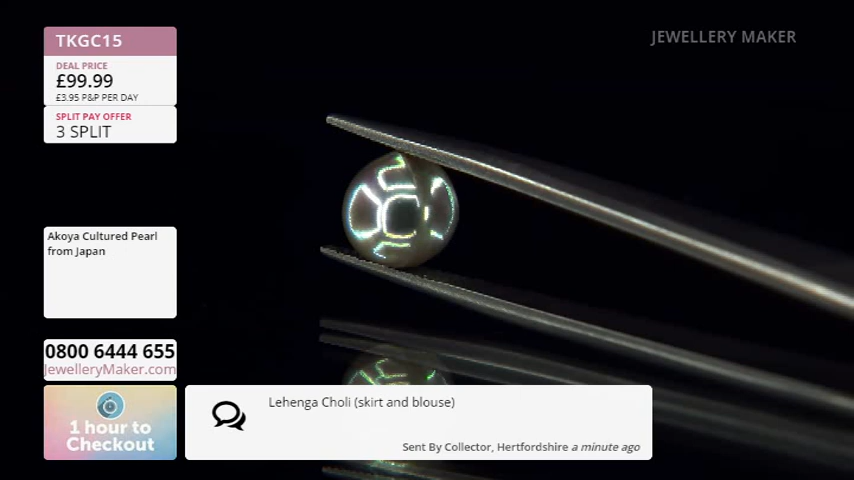 TKGC15
DEAL PRICE
£99.99
£3.95 P&P PER DAY
SPLIT PAY OFFER
3 SPLIT
JEWELLERY MAKER
Akoya Cultured Pearl
from Japan
0800 6444 655
JewelleryMaker.com
1 hour to
Checkout
Lehenga Choli (skirt and blouse)
Sent By Collector, Hertfordshire a minute ago